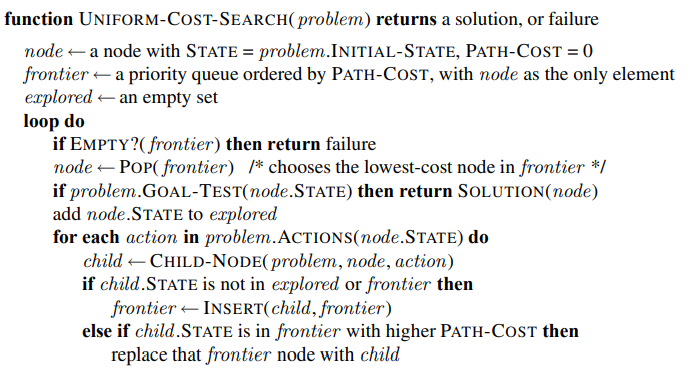 function UNIFORM-COST-SEARCH(problem) returns a solution, or failure
node ← a node with STATE = problem.INITIAL-STATE, PATH-COST = 0
frontier ← a priority queue ordered by PATH-COST, with node as the only element
explored ← an empty set
loop do
if EMPTY?(frontier) then return failure
node ← POP(frontier) /* chooses the lowest-cost node in frontier */
if problem.GOAL-TEST(node.STATE) then return SOLUTION(node)
add node.STATE to explored
for each action in problem.ACTIONS(node.STATE) do
child ← CHILD-NODE(problem, node, action)
if child.STATE is not in explored or frontier then
frontier ← INSERT(child, frontier)
else if child.STATE is in frontier with higher PATH-COST then
replace that frontier node with child